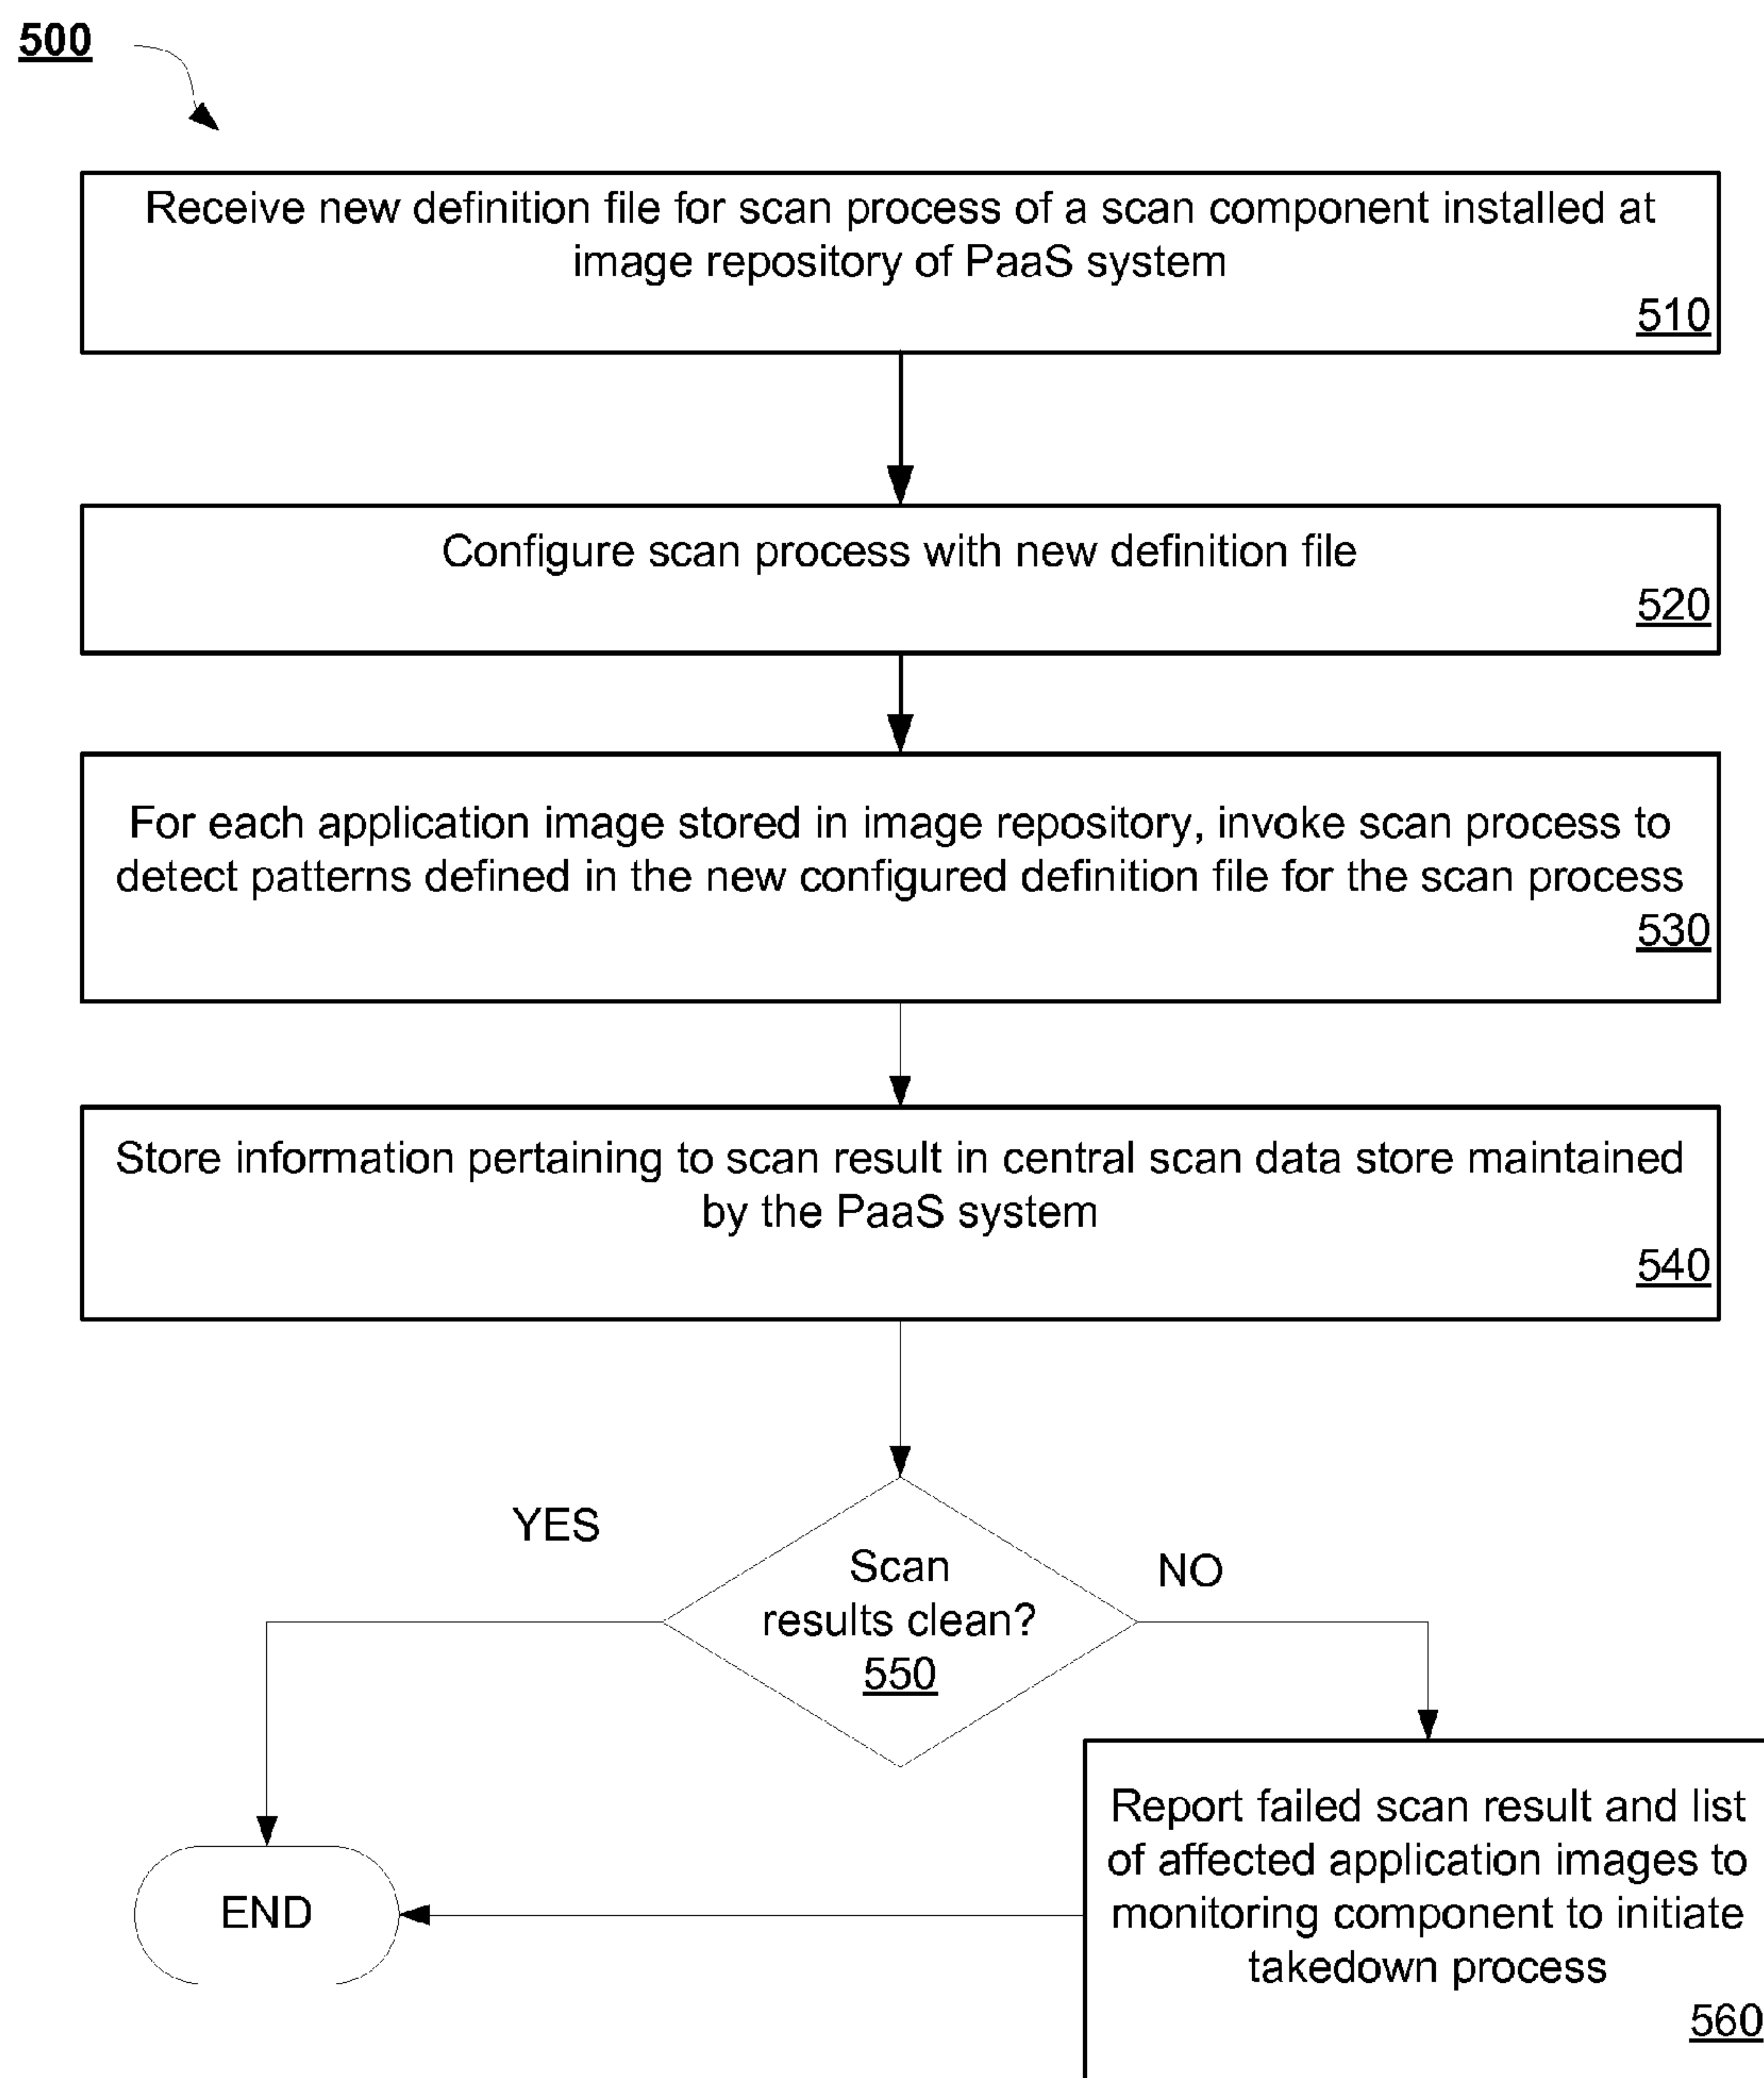 500
Receive new definition file for scan process of a scan component installed at
image repository of PaaS system
510
Configure scan process with new definition file
520
For each application image stored in image repository, invoke scan process to
detect patterns defined in the new configured definition file for the scan process
530
Store information pertaining to scan result in central scan data store maintained
by the PaaS system
540
YES
NO
Scan
results clean?
550
Report failed scan result and list
of affected application images to
monitoring component to initiate
takedown process
560
END